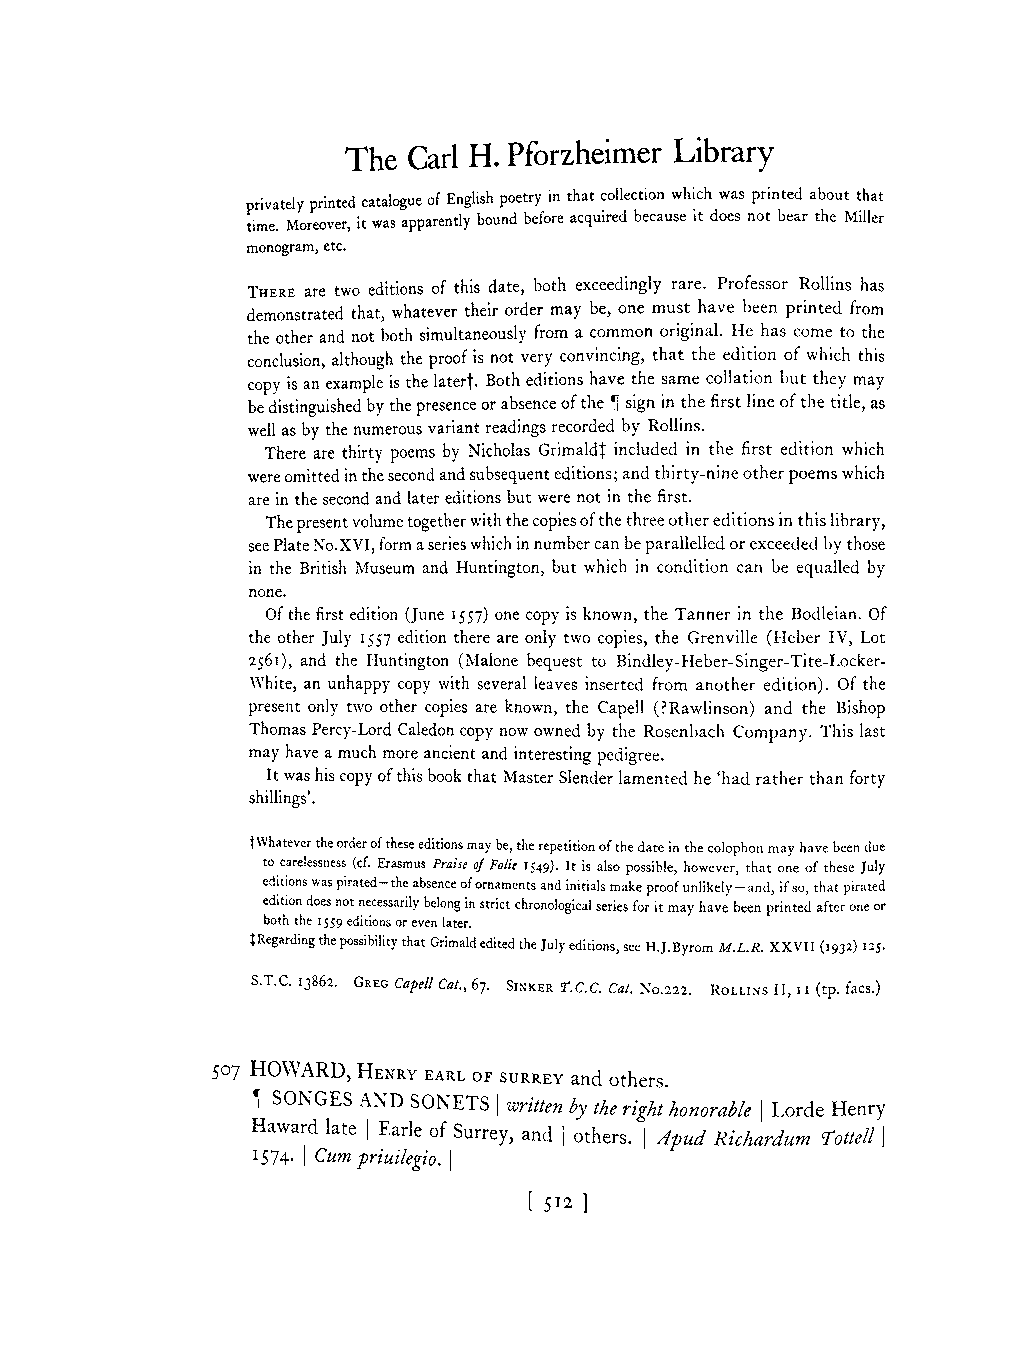 The Carl H. Pforzheimer Library
privately printed catalogue of English poetry in that collection which was printed about that
time. Moreover, it was apparently bound before acquired because it does not bear the Miller
monogram, etc.
THERE are two editions of this date, both exceedingly rare. Professor Rollins has
demonstrated that, whatever their order may be, one must have been printed from
the other and not both simultaneously from a common original. He has come to the
conclusion, although the proof is not very convincing, that the edition of which this
copy is an example is the later†. Both editions have the same collation but they may
be distinguished by the presence or absence of the ¶ sign in the first line of the title, as
well as by the numerous variant readings recorded by Rollins.
There are thirty poems by Nicholas Grimald‡ included in the first edition which
were omitted in the second and subsequent editions; and thirty-nine other poems which
are in the second and later editions but were not in the first.
The present volume together with the copies of the three other editions in this library,
see Plate No.XVI, form a series which in number can be parallelled or exceeded by those
in the British Museum and Huntington, but which in condition can be equalled by
none.
Of the first edition (June 1557) one copy is known, the Tanner in the Bodleian. Of
the other July 1557 edition there are only two copies, the Grenville (Heber IV, Lot
2561), and the Huntington (Malone bequest to Bindley-Heber-Singer-Tite-Locker-
White, an unhappy copy with several leaves inserted from another edition). Of the
present only two other copies are known, the Capell (?Rawlinson) and the Bishop
Thomas Percy-Lord Caledon copy now owned by the Rosenbach Company. This last
may have a much more ancient and interesting pedigree.
It was his copy of this book that Master Slender lamented he 'had rather than forty
shillings'.
†Whatever the order of these editions may be, the repetition of the date in the colophon may have been due
to carelessness (cf. Erasmus Praise of Folie 1549). It is also possible, however, that one of these July
editions was pirated—the absence of ornaments and initials make proof unlikely—and, if so, that pirated
edition does not necessarily belong in strict chronological series for it may have been printed after one or
both the 1559 editions or even later.
‡Regarding the possibility that Grimald edited the July editions, see H.J.Byrom M.L.R. XXVII (1932) 125.
S.T.C. 13862. GREG Capell Cat., 67. SINKER T.C.C. Cat. No.222. ROLLINS II, 11 (tp. facs.)
507 HOWARD, HENRY EARL OF SURREY and others.
¶ SONGES AND SONETS | written by the right honorable | Lorde Henry
Haward late | Earle of Surrey, and | others. | Apud Richardum Tottell |
1574. | Cum priuilegio. |
[ 512 ]